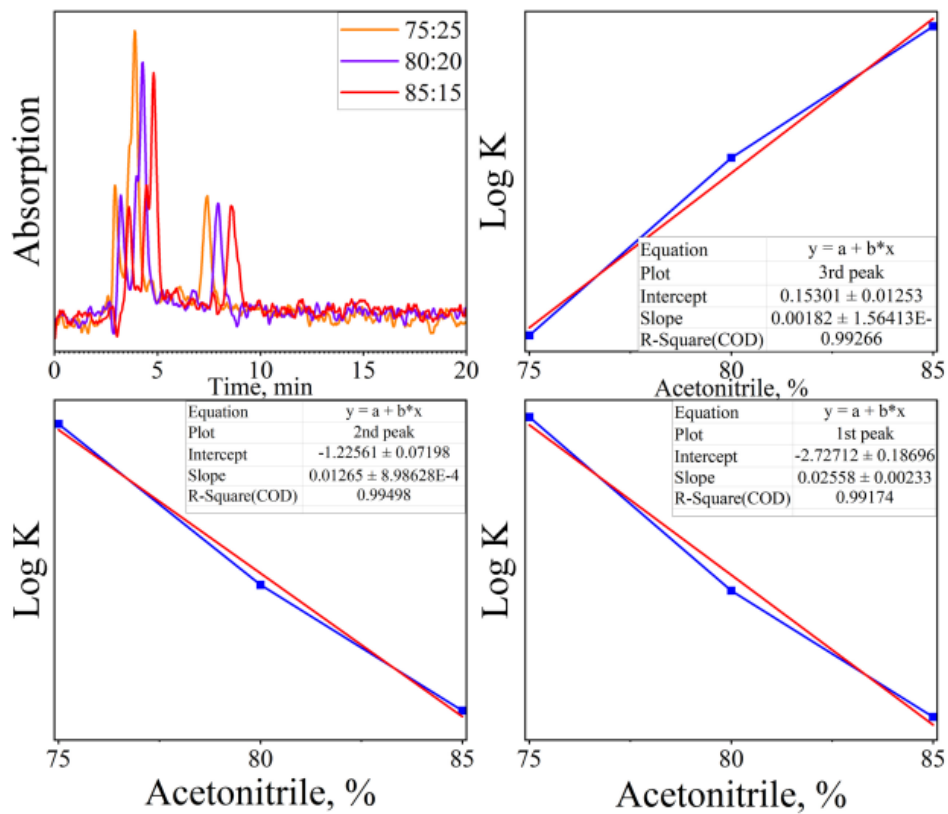 75:25
80:20
85:15
Absorption
0 5 10 15 20
Time, min
Log K
Equation y = a + b*x
Plot 3rd peak
Intercept 0.15301 ± 0.01253
Slope 0.00182 ± 1.56413E-
R-Square(COD) 0.99266
75 80 85
Acetonitrile, %
Log K
Equation y = a + b*x
Plot 2nd peak
Intercept -1.22561 ± 0.07198
Slope 0.01265 ± 8.98628E-4
R-Square(COD) 0.99498
75 80 85
Acetonitrile, %
Log K
Equation y = a + b*x
Plot 1st peak
Intercept -2.72712 ± 0.18696
Slope 0.02558 ± 0.00233
R-Square(COD) 0.99174
75 80 85
Acetonitrile, %